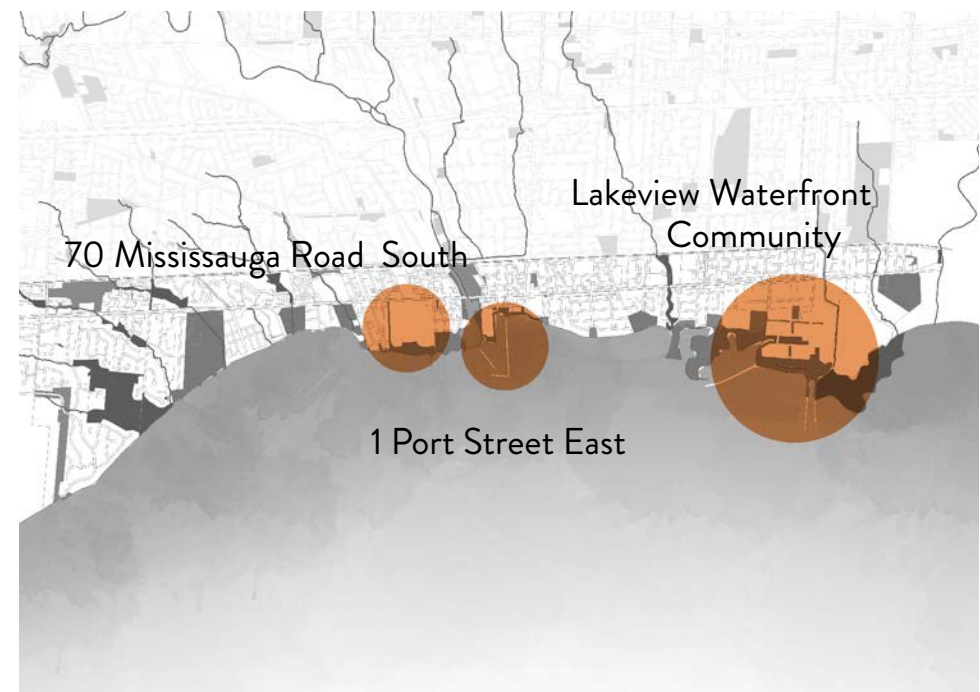 Lakeview Waterfront
Community
70 Mississauga Road South
1 Port Street East